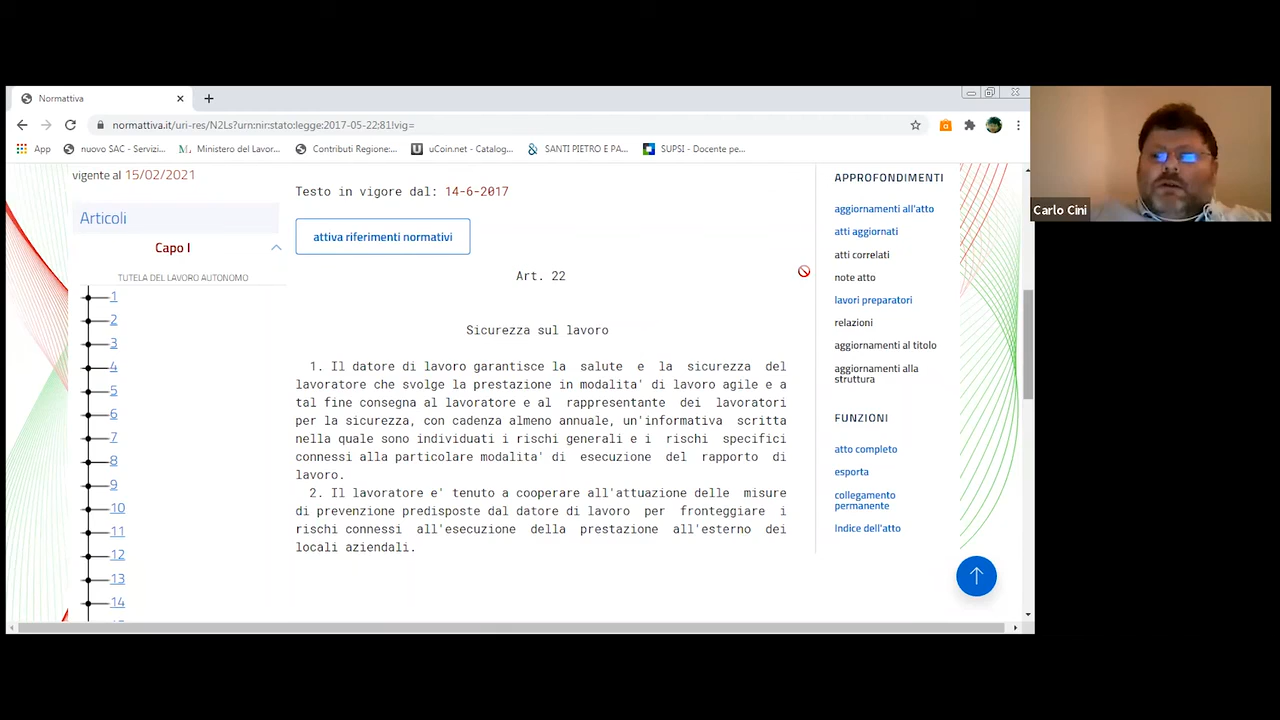 Normattiva
normattiva.it/uri-res/N2Ls?urn:nir:stato:legge:2017-05-22;81!vig=
App
nuovo SAC - Servizi...
Ministero del Lavor...
Contributi Regione:...
uCoin.net - Catalog...
SANTI PIETRO E PA...
SUPSI - Docente pe...
vigente al 15/02/2021
Articoli
Capo I
TUTELA DEL LAVORO AUTONOMO
1
2
3
4
5
6
7
8
9
10
11
12
13
14
Testo in vigore dal: 14-6-2017
attiva riferimenti normativi
Art. 22
Sicurezza sul lavoro
1. Il datore di lavoro garantisce la salute e la sicurezza del
lavoratore che svolge la prestazione in modalita' di lavoro agile e a
tal fine consegna al lavoratore e al rappresentante dei lavoratori
per la sicurezza, con cadenza almeno annuale, un'informativa scritta
nella quale sono individuati i rischi generali e i rischi specifici
connessi alla particolare modalita' di esecuzione del rapporto di
lavoro.
2. Il lavoratore e' tenuto a cooperare all'attuazione delle misure
di prevenzione predisposte dal datore di lavoro per fronteggiare i
rischi connessi all'esecuzione della prestazione all'esterno dei
locali aziendali.
APPROFONDIMENTI
aggiornamenti all'atto
atti aggiornati
atti correlati
note atto
lavori preparatori
relazioni
aggiornamenti al titolo
aggiornamenti alla
struttura
FUNZIONI
atto completo
esporta
collegamento
permanente
Indice dell'atto
Carlo Cini